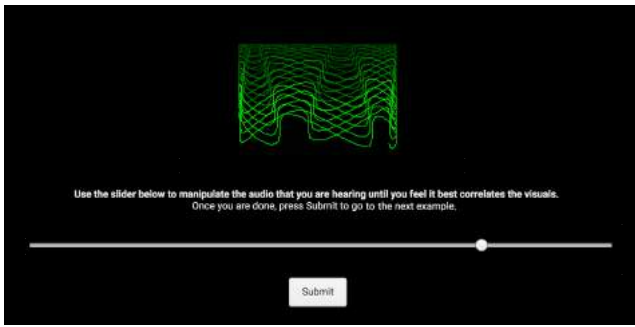 Use the slider below to manipulate the audio that you are hearing until you feel it best correlates the visuals.
Once you are done, press Submit to go to the next example.
Submit